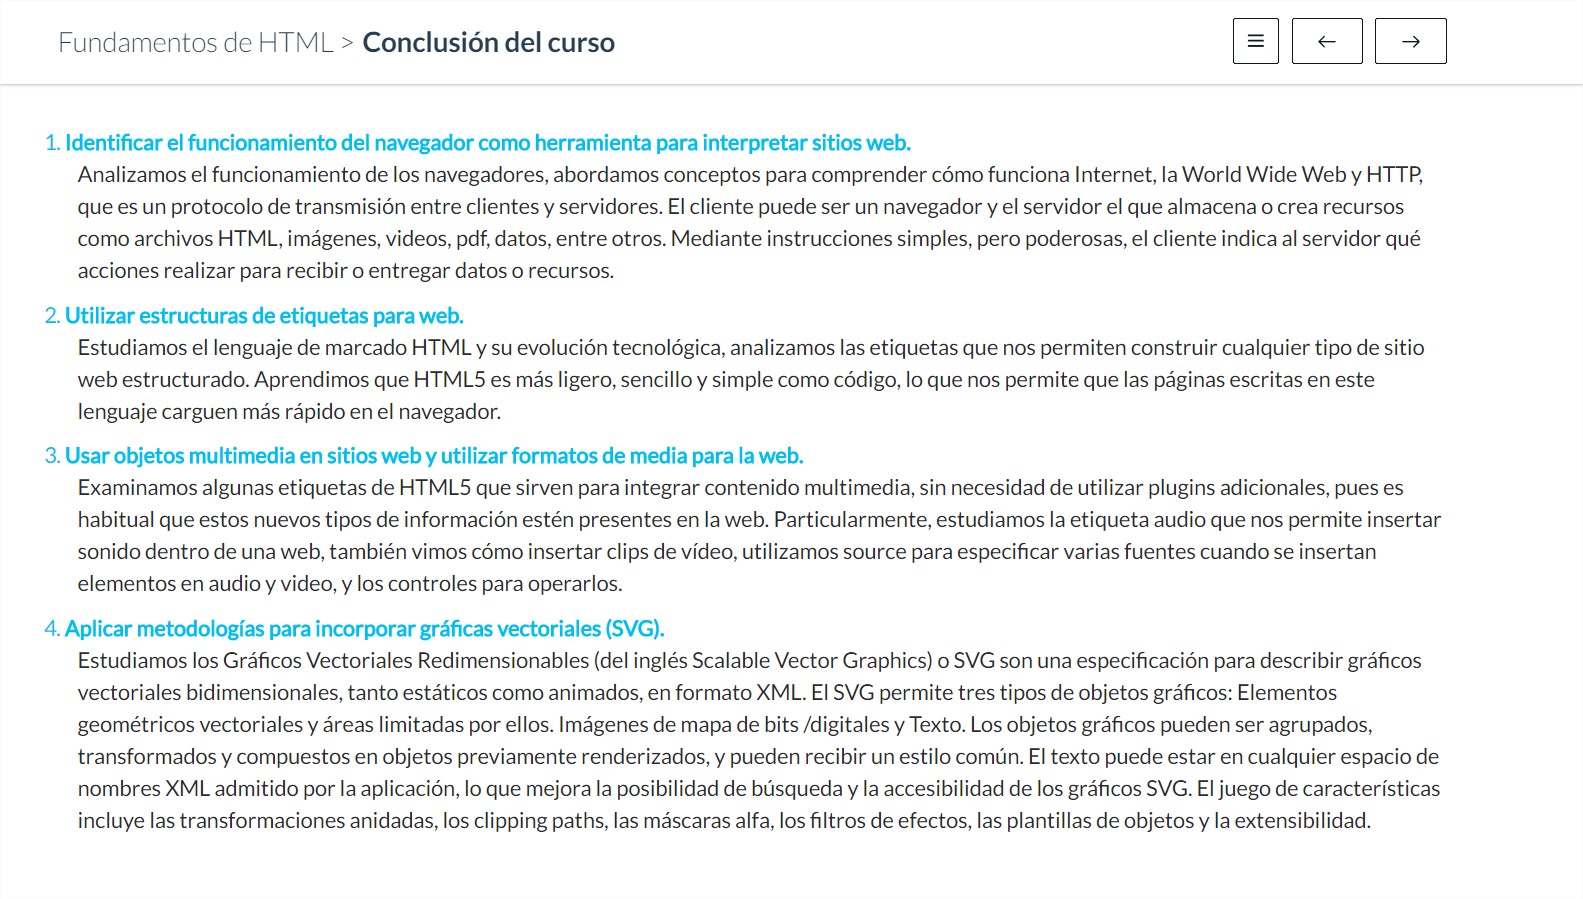 Fundamentos de HTML > Conclusión del curso
1. Identificar el funcionamiento del navegador como herramienta para interpretar sitios web.
Analizamos el funcionamiento de los navegadores, abordamos conceptos para comprender cómo funciona Internet, la World Wide Web y HTTP,
que es un protocolo de transmisión entre clientes y servidores. El cliente puede ser un navegador y el servidor el que almacena o crea recursos
como archivos HTML, imágenes, videos, pdf, datos, entre otros. Mediante instrucciones simples, pero poderosas, el cliente indica al servidor qué
acciones realizar para recibir o entregar datos o recursos.
2. Utilizar estructuras de etiquetas para web.
Estudiamos el lenguaje de marcado HTML y su evolución tecnológica, analizamos las etiquetas que nos permiten construir cualquier tipo de sitio
web estructurado. Aprendimos que HTML5 es más ligero, sencillo y simple como código, lo que nos permite que las páginas escritas en este
lenguaje carguen más rápido en el navegador.
3. Usar objetos multimedia en sitios web y utilizar formatos de media para la web.
Examinamos algunas etiquetas de HTML5 que sirven para integrar contenido multimedia, sin necesidad de utilizar plugins adicionales, pues es
habitual que estos nuevos tipos de información estén presentes en la web. Particularmente, estudiamos la etiqueta audio que nos permite insertar
sonido dentro de una web, también vimos cómo insertar clips de vídeo, utilizamos source para especificar varias fuentes cuando se insertan
elementos en audio y video, y los controles para operarlos.
4. Aplicar metodologías para incorporar gráficas vectoriales (SVG).
Estudiamos los Gráficos Vectoriales Redimensionables (del inglés Scalable Vector Graphics) o SVG son una especificación para describir gráficos
vectoriales bidimensionales, tanto estáticos como animados, en formato XML. El SVG permite tres tipos de objetos gráficos: Elementos
geométricos vectoriales y áreas limitadas por ellos. Imágenes de mapa de bits /digitales y Texto. Los objetos gráficos pueden ser agrupados,
transformados y compuestos en objetos previamente renderizados, y pueden recibir un estilo común. El texto puede estar en cualquier espacio de
nombres XML admitido por la aplicación, lo que mejora la posibilidad de búsqueda y la accesibilidad de los gráficos SVG. El juego de características
incluye las transformaciones anidadas, los clipping paths, las máscaras alfa, los filtros de efectos, las plantillas de objetos y la extensibilidad.